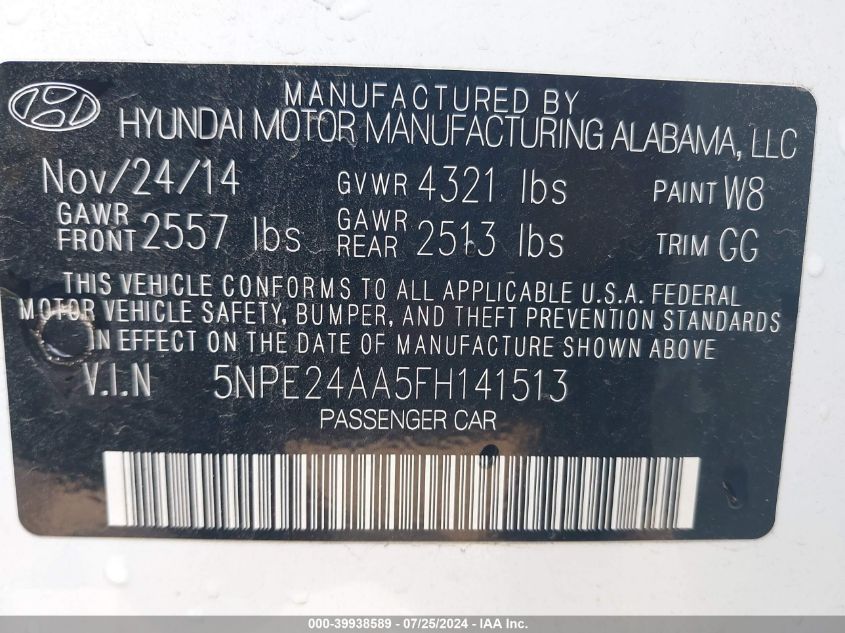 MANUFACTURED BY
HYUNDAI MOTOR MANUFACTURING ALABAMA, LLC
Nov/24/14 GVWR 4321 lbs PAINT W8
GAWR FRONT 2557 lbs GAWR REAR 2513 lbs TRIM GG
THIS VEHICLE CONFORMS TO ALL APPLICABLE U.S.A. FEDERAL
MOTOR VEHICLE SAFETY, BUMPER, AND THEFT PREVENTION STANDARDS
IN EFFECT ON THE DATE OF MANUFACTURE SHOWN ABOVE.
V.I.N 5NPE24AA5FH141513
PASSENGER CAR
000-39938589 - 07/25/2024 - IAA Inc.